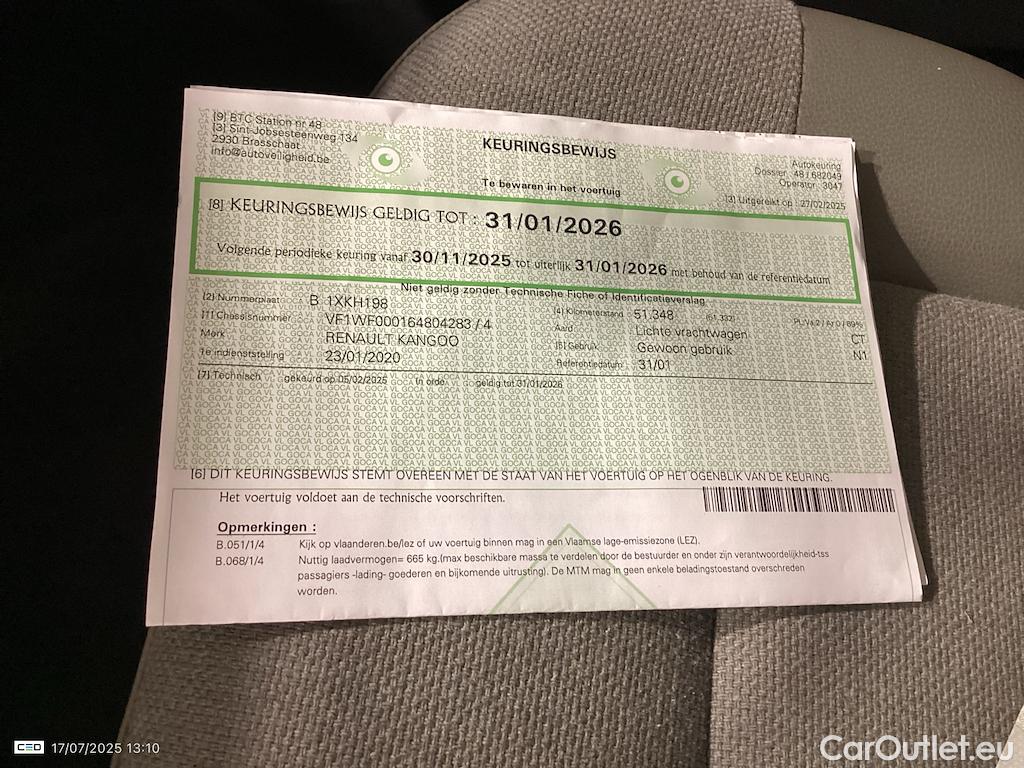 [9] BTC Station nr 48
[3] Sint-Jobsesteenweg 134
2930 Brasschaat
info@autoveiligheid.be
KEURINGSBEWIJS
Te bewaren in het voertuig
Autokeuring
Dossier: 48 / 682049
Operator: 3047
[3] Uitgereikt op : 27/02/2025
[8] KEURINGSBEWIJS GELDIG TOT : 31/01/2026
Volgende periodieke keuring vanaf 30/11/2025 tot uiterlijk 31/01/2026 met behoud van de referentiedatum
Niet geldig zonder Technische Fiche of Identificatieverslag
[2] Nummerplaat : B 1XKH198
[1] Chassisnummer : VF1WF000164804283 / 4
Merk RENAULT KANGOO
1e indienststelling 23/01/2020
[4] Kilometerstand 51.348 (51.332)
Aard Lichte vrachtwagen CT
[5] Gebruik Gewoon gebruik N1
Referentiedatum 31/01
[7] Technisch gekeurd op 05/02/2025 In orde geldig tot 31/01/2026
[6] DIT KEURINGSBEWIJS STEMT OVEREEN MET DE STAAT VAN HET VOERTUIG OP HET OGENBLIK VAN DE KEURING.
Het voertuig voldoet aan de technische voorschriften.
Opmerkingen :
B.051/1/4 Kijk op vlaanderen.be/lez of uw voertuig binnen mag in een Vlaamse lage-emissiezone (LEZ).
B.068/1/4 Nuttig laadvermogen= 665 kg.(max beschikbare massa te verdelen door de bestuurder en onder zijn verantwoordelijkheid-tss
passagiers -lading- goederen en bijkomende uitrusting). De MTM mag in geen enkele beladingstoestand overschreden
worden.
CEO 17/07/2025 13:10
CarOutlet.eu